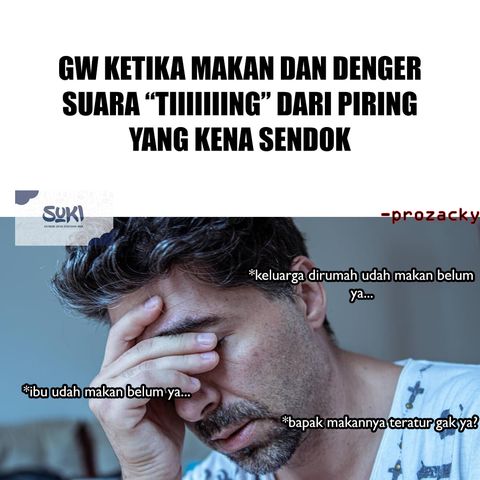 GW KETIKA MAKAN DAN DENGER
SUARA “TIIIIIIING” DARI PIRING
YANG KENA SENDOK
SUKI
-prozacky
*keluarga dirumah udah makan belum
ya...
*ibu udah makan belum ya...
*bapak makannya teratur gak ya?